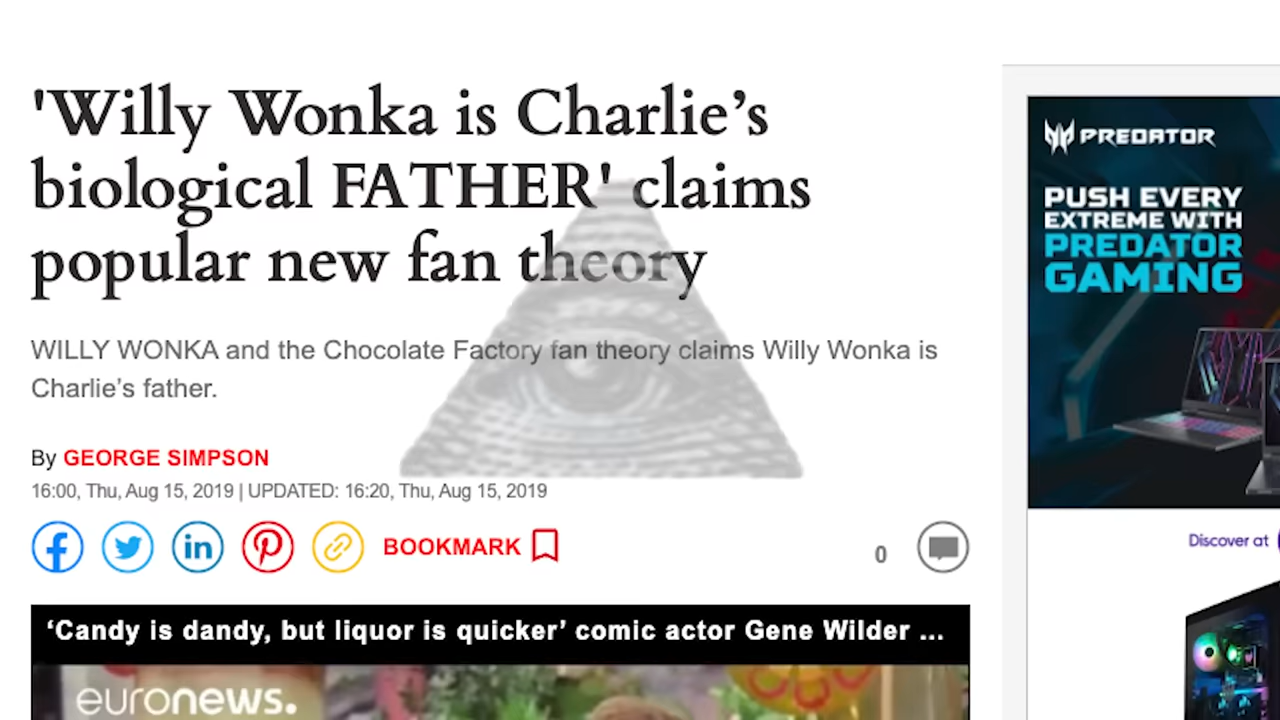 'Willy Wonka is Charlie’s
biological FATHER' claims
popular new fan theory
WILLY WONKA and the Chocolate Factory fan theory claims Willy Wonka is
Charlie’s father.
By GEORGE SIMPSON
16:00, Thu, Aug 15, 2019 | UPDATED: 16:20, Thu, Aug 15, 2019
BOOKMARK
0
‘Candy is dandy, but liquor is quicker’ comic actor Gene Wilder ...
euronews.
PREDATOR
PUSH EVERY
EXTREME WITH
PREDATOR
GAMING
Discover at